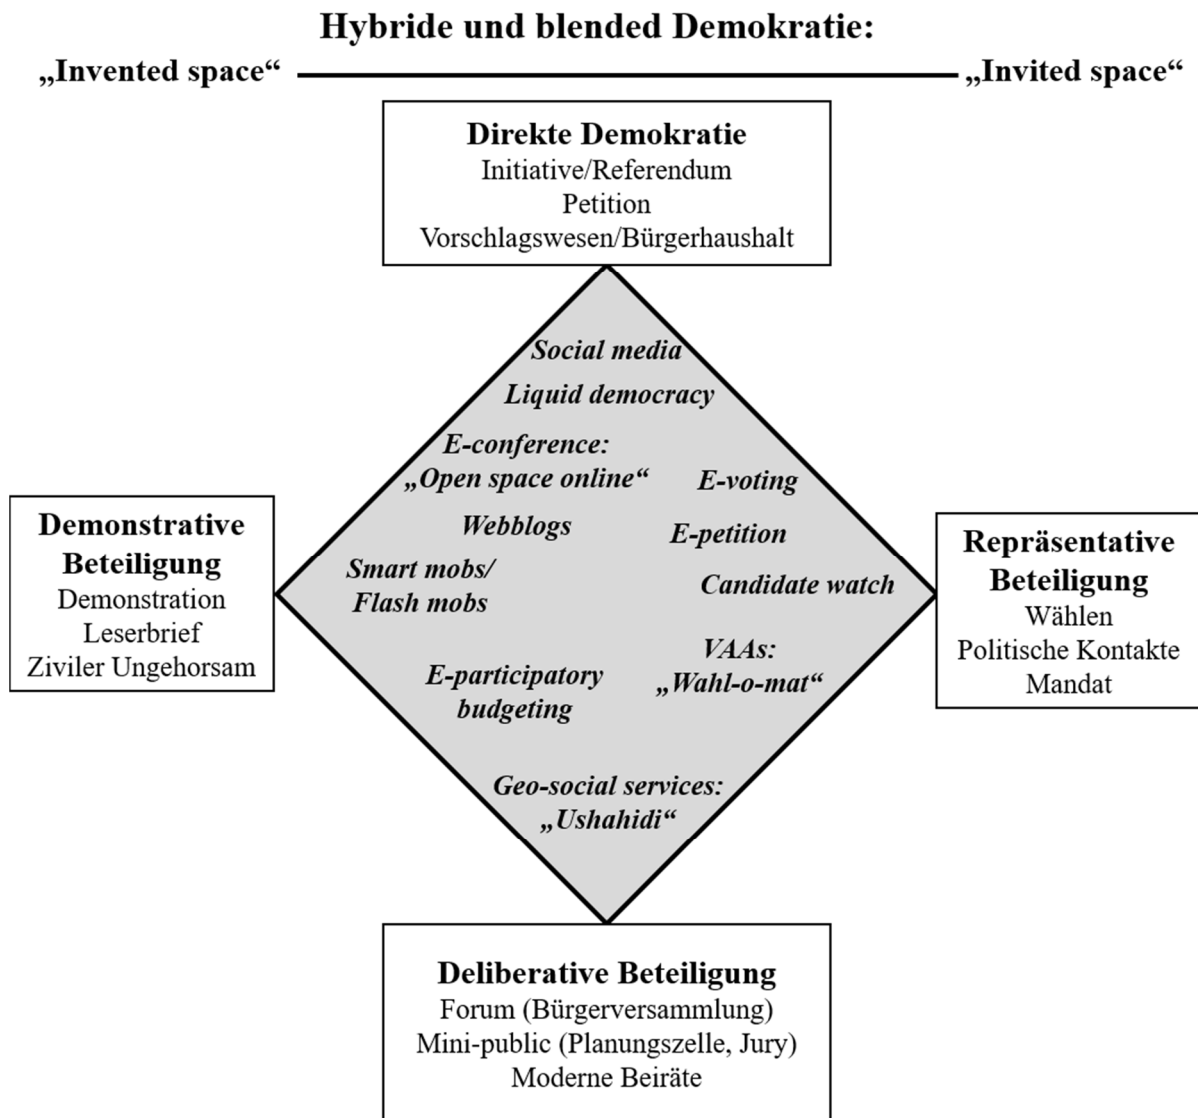 Hybride und blended Demokratie:
„Invented space“
„Invited space“
Direkte Demokratie
Initiative/Referendum
Petition
Vorschlagswesen/Bürgerhaushalt
Social media
Liquid democracy
E-conference:
„Open space online“
E-voting
Webblogs
E-petition
Smart mobs/
Flash mobs
Candidate watch
VAAs:
„Wahl-o-mat“
E-participatory
budgeting
Geo-social services:
„Ushahidi“
Demonstrative
Beteiligung
Demonstration
Leserbrief
Ziviler Ungehorsam
Repräsentative
Beteiligung
Wählen
Politische Kontakte
Mandat
Deliberative Beteiligung
Forum (Bürgerversammlung)
Mini-public (Planungszelle, Jury)
Moderne Beiräte